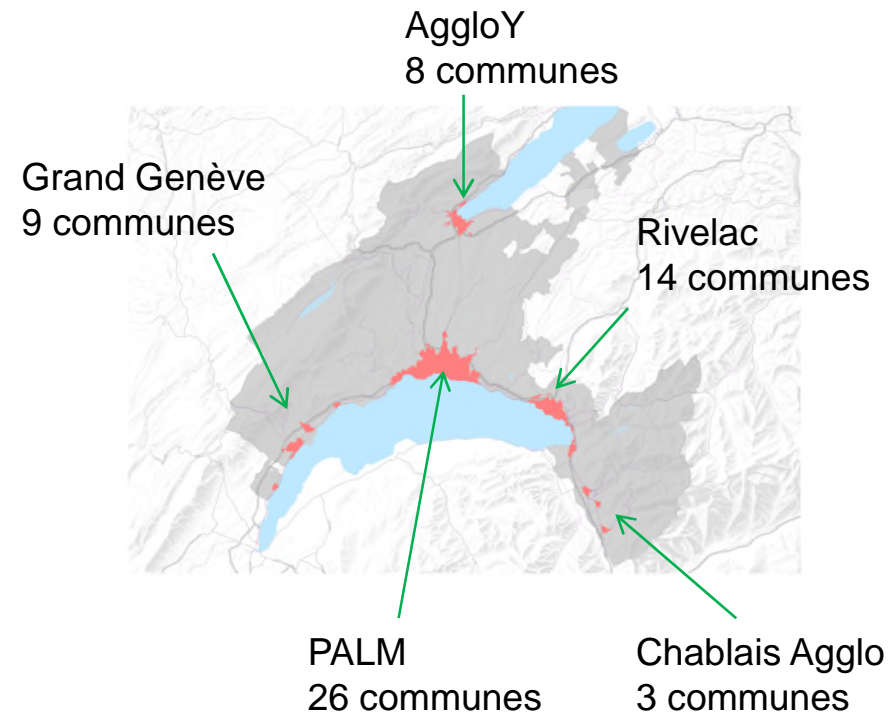 AggloY
8 communes
Grand Genève
9 communes
Rivelac
14 communes
PALM
26 communes
Chablais Agglo
3 communes